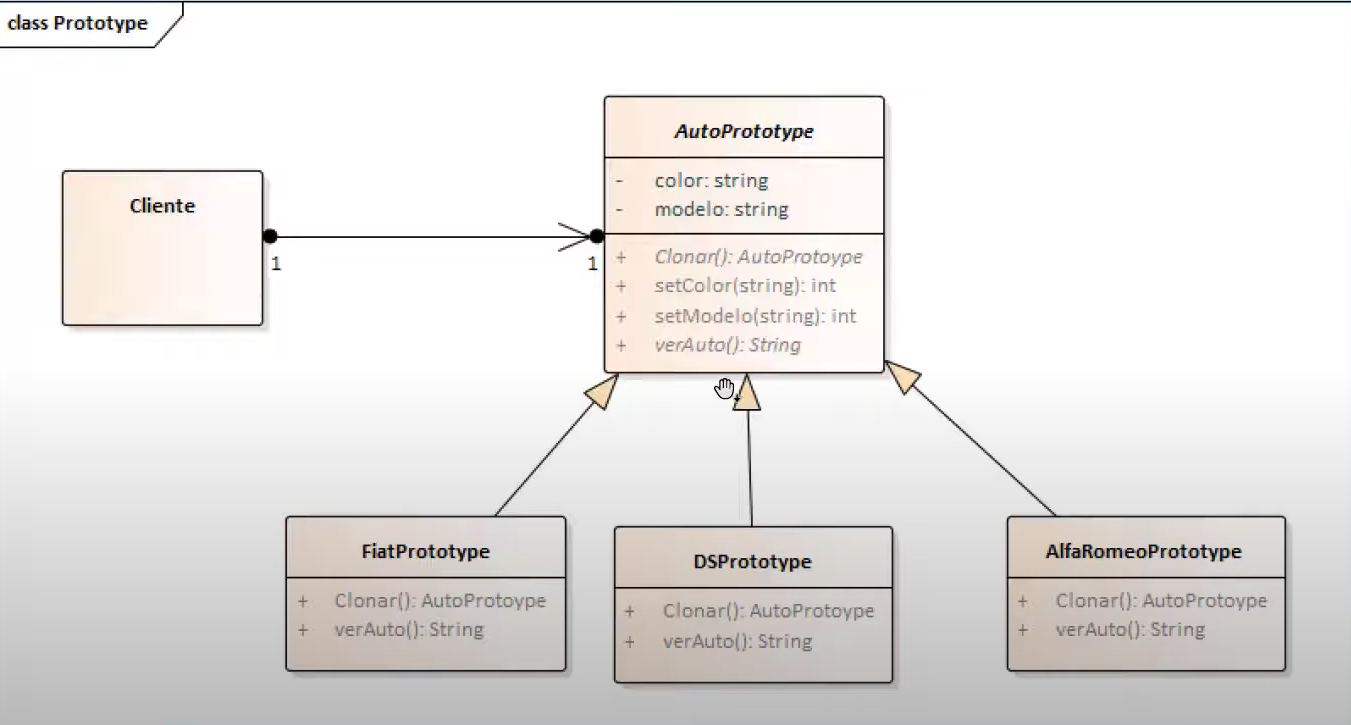 class Prototype
Cliente
1
1
AutoPrototype
- color: string
- modelo: string
+ Clonar(): AutoProtoype
+ setColor(string): int
+ setModelo(string): int
+ verAuto(): String
FiatPrototype
+ Clonar(): AutoProtoype
+ verAuto(): String
DSPrototype
+ Clonar(): AutoProtoype
+ verAuto(): String
AlfaRomeoPrototype
+ Clonar(): AutoProtoype
+ verAuto(): String